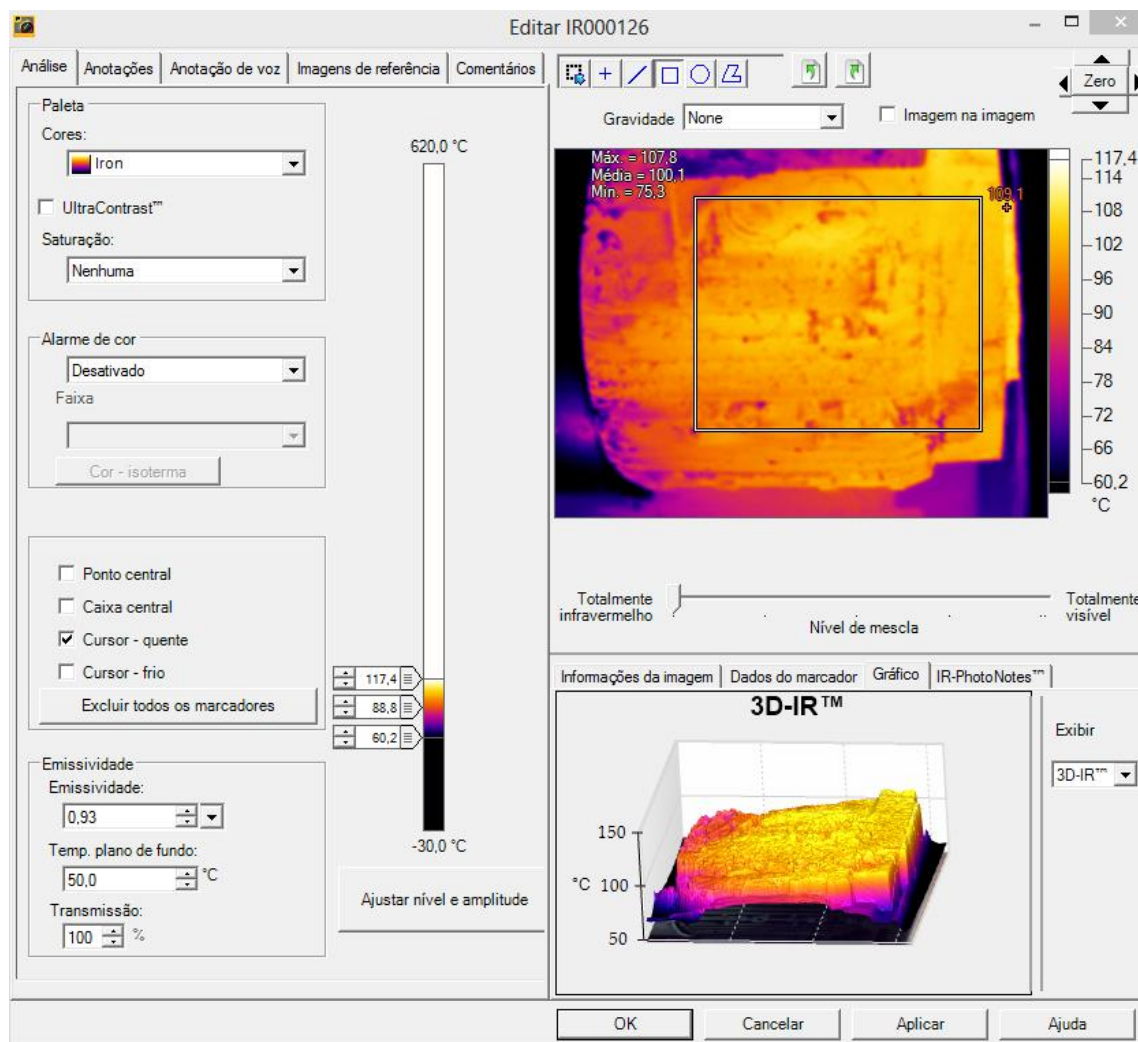 Editar IR000126
Análise
Anotações
Anotação de voz
Imagens de referência
Comentários
Paleta
Cores:
Iron
UltraContrast™
Saturação:
Nenhuma
Alarme de cor
Desativado
Faixa
Cor - isoterma
Ponto central
Caixa central
Cursor - quente
Cursor - frio
Excluir todos os marcadores
Emissividade
Emissividade:
0,93
Temp. plano de fundo:
50,0 °C
Transmissão:
100 %
620,0 °C
117,4
88,8
60,2
-30,0 °C
Ajustar nível e amplitude
Zero
Gravidade None
Imagem na imagem
Máx. = 107,8
Média = 100,1
Min. = 75,3
109,1
117,4
114
108
102
96
90
84
78
72
66
60,2
°C
Totalmente infravermelho
Nível de mescla
Totalmente visível
Informações da imagem
Dados do marcador
Gráfico
IR-PhotoNotes™
3D-IR™
150
°C 100
50
Exibir
3D-IR™
OK
Cancelar
Aplicar
Ajuda